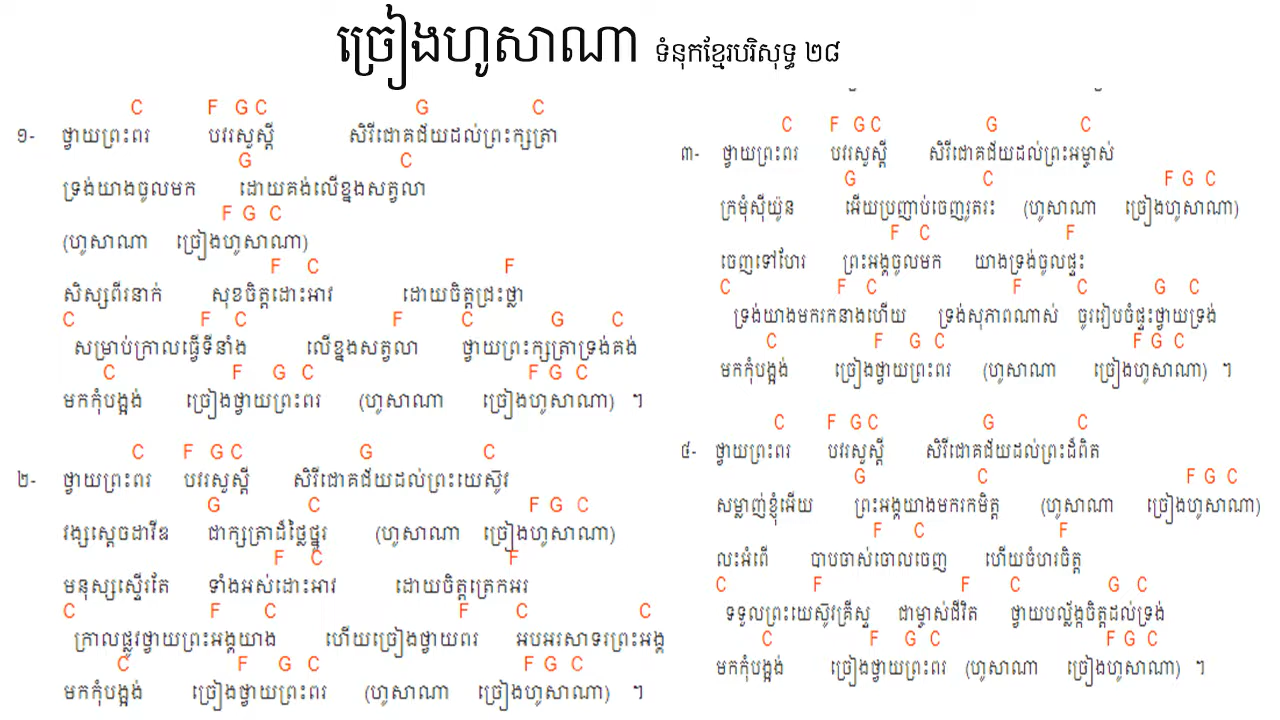 ច្រៀងហូសាណា ទំនុកខ្មែរបរិសុទ្ធ ២៨
C F G C G C
១- ថ្វាយព្រះពរ បវរសួស្តី សិរីជោគជ័យដល់ព្រះក្សត្រា
G C
ទ្រង់យាងចូលមក ដោយគង់លើខ្នងសត្វលា
F G C
(ហូសាណា ច្រៀងហូសាណា)
F C F
សិស្សពីរនាក់ សុខចិត្តដោះអាវ ដោយចិត្តជ្រះថ្លា
C F C F C G C
សម្រាប់ក្រាលធ្វើទីនាំង លើខ្នងសត្វលា ថ្វាយព្រះក្សត្រាទ្រង់គង់
C F G C F G C
មកកុំបង្អង់ ច្រៀងថ្វាយព្រះពរ (ហូសាណា ច្រៀងហូសាណា) ។
C F G C G C
២- ថ្វាយព្រះពរ បវរសួស្តី សិរីជោគជ័យដល់ព្រះយេស៊ូវ
G C F G C
វង្សស្តេចដាវីឌ ជាក្សត្រាដ៏ថ្លៃថ្នូរ (ហូសាណា ច្រៀងហូសាណា)
F C F
មនុស្សស្ទើរតែ ទាំងអស់ដោះអាវ ដោយចិត្តត្រេកអរ
C F C F C C
ក្រាលផ្លូវថ្វាយព្រះអង្គយាង ហើយច្រៀងថ្វាយពរ អបអរសាទរព្រះអង្គ
C F G C F G C
មកកុំបង្អង់ ច្រៀងថ្វាយព្រះពរ (ហូសាណា ច្រៀងហូសាណា) ។
C F G C G C
៣- ថ្វាយព្រះពរ បវរសួស្តី សិរីជោគជ័យដល់ព្រះអម្ចាស់
G C F G C
ក្រមុំស៊ីយ៉ូន អើយប្រញាប់ចេញរូតរះ (ហូសាណា ច្រៀងហូសាណា)
F C F
ចេញទៅហែរ ព្រះអង្គចូលមក យាងទ្រង់ចូលផ្ទះ
C F C F C G C
ទ្រង់យាងមករកនាងហើយ ទ្រង់សុភាពណាស់ ចូររៀបចំផ្ទះថ្វាយទ្រង់
C F G C F G C
មកកុំបង្អង់ ច្រៀងថ្វាយព្រះពរ (ហូសាណា ច្រៀងហូសាណា) ។
C F G C G C
៤- ថ្វាយព្រះពរ បវរសួស្តី សិរីជោគជ័យដល់ព្រះដ៏ពិត
G C F G C
សម្លាញ់ខ្ញុំអើយ ព្រះអង្គយាងមករកមិត្ត (ហូសាណា ច្រៀងហូសាណា)
F C F
លះអំពើ បាបចាស់ចោលចេញ ហើយចំហរចិត្ត
C F F C G C
ទទួលព្រះយេស៊ូវគ្រីស្ទ ជាម្ចាស់ជីវិត ថ្វាយបល្ល័ង្កចិត្តដល់ទ្រង់
C F G C F G C
មកកុំបង្អង់ ច្រៀងថ្វាយព្រះពរ (ហូសាណា ច្រៀងហូសាណា) ។